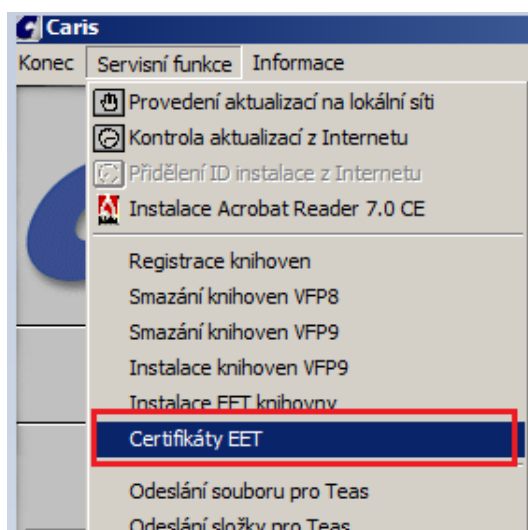 Caris
Konec Servisní funkce Informace
Provedení aktualizací na lokální síti
Kontrola aktualizací z Internetu
Přidělení ID instalace z Internetu
Instalace Acrobat Reader 7.0 CE
Registrace knihoven
Smazání knihoven VFP8
Smazání knihoven VFP9
Instalace knihoven VFP9
Instalace EET knihovny
Certifikáty EET
Odeslání souboru pro Teas
Odeslání složky pro Teas